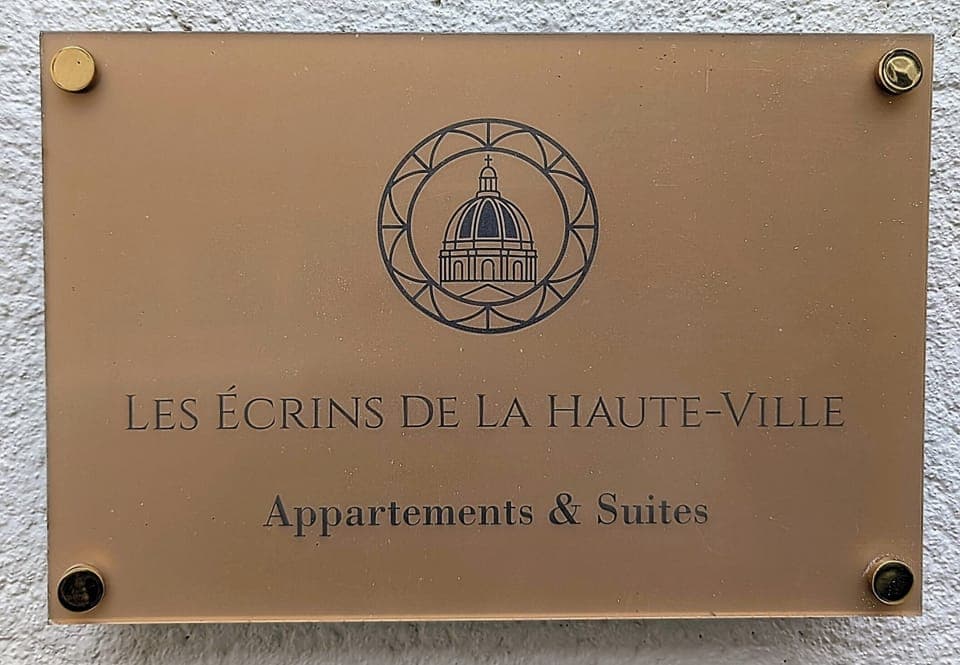 Les Écrins de la Haute-Ville
Appartements & Suites